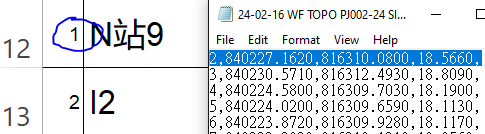 12 1 N站9
13 2 I2
24-02-16 WF TOPO PJ002-24 SI
File Edit Format View Help
2,840227.1620,816310.0800,18.5660,
3,840230.5710,816312.4930,18.8090,
4,840224.5800,816309.7030,18.1900,
5,840224.0200,816309.6590,18.1130,
6,840223.8720,816309.9280,18.1170,